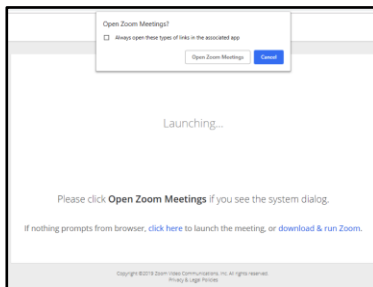 Open Zoom Meetings?
Always open these types of links in the associated app
Open Zoom Meetings Cancel
Launching...
Please click Open Zoom Meetings if you see the system dialog.
If nothing prompts from browser, click here to launch the meeting, or download & run Zoom.
Copyright ©2019 Zoom Video Communications, Inc. All rights reserved.
Privacy & Legal Policies